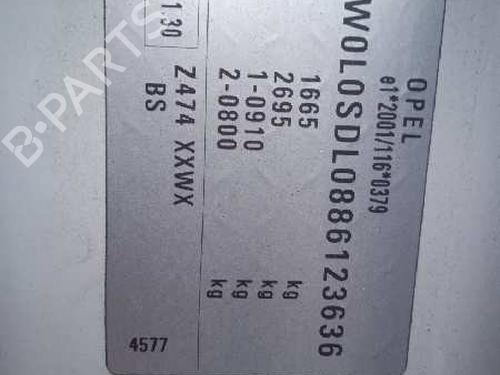 OPEL
e1*2001/116*0379
W0L0SDL0886123636
1665 kg
2695 kg
1-0910 kg
2-0800 kg
1.30
Z474 XXWX
BS
4577
B-PARTS